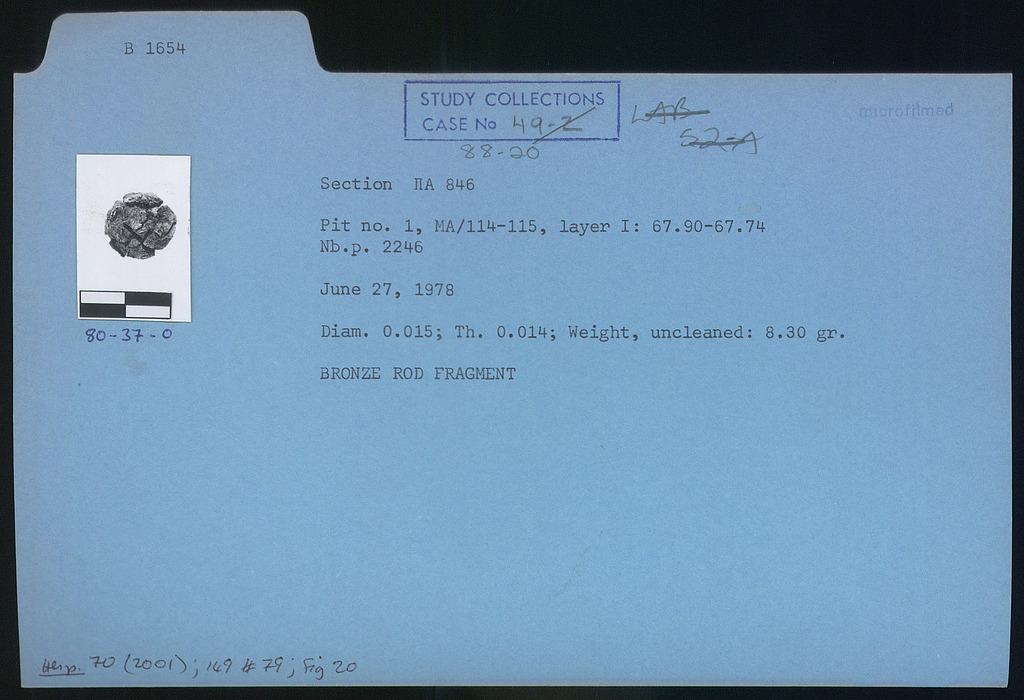 B 1654
STUDY COLLECTIONS
CASE No 49-2
88-20
LAB
52-A
microfilmed
Section ΠA 846
Pit no. 1, MA/114-115, layer I: 67.90-67.74
Nb.p. 2246
June 27, 1978
Diam. 0.015; Th. 0.014; Weight, uncleaned: 8.30 gr.
BRONZE ROD FRAGMENT
80-37-0
Hesp. 70 (2001); 149 # 79; Fig 20